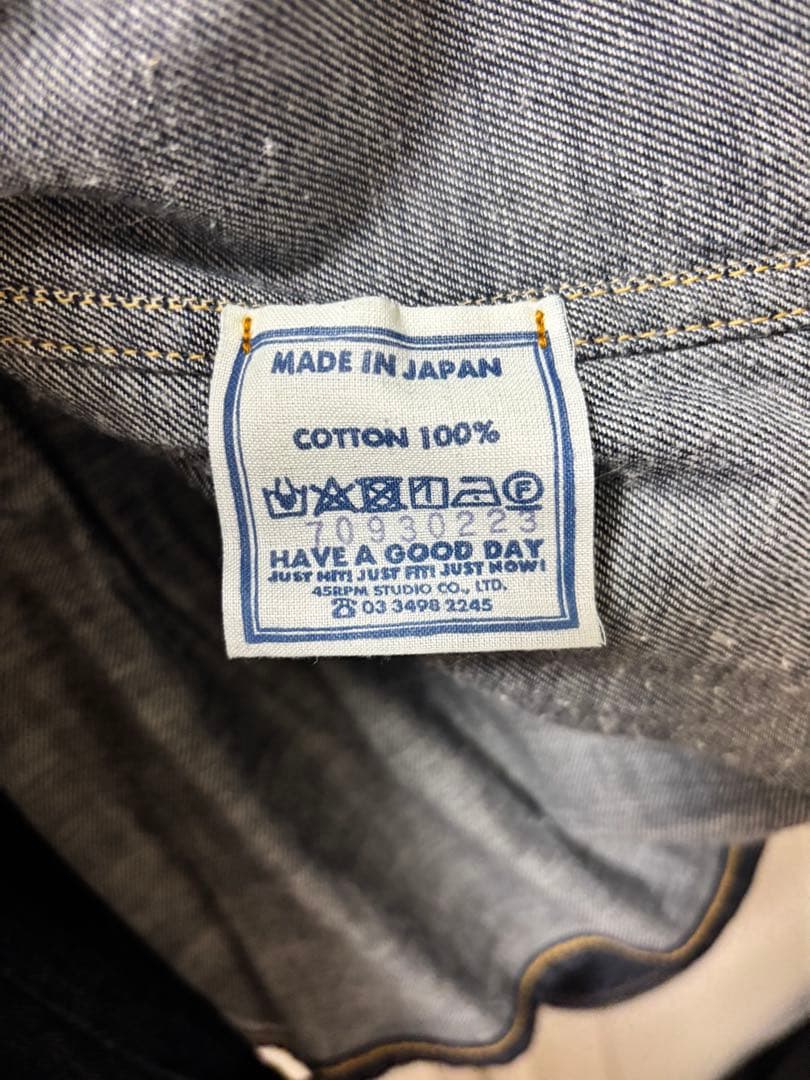 MADE IN JAPAN
COTTON 100%
F
70930223
HAVE A GOOD DAY
JUST HIT! JUST FIT! JUST NOW!
45RPM STUDIO CO., LTD.
☎ 03 3498 2245